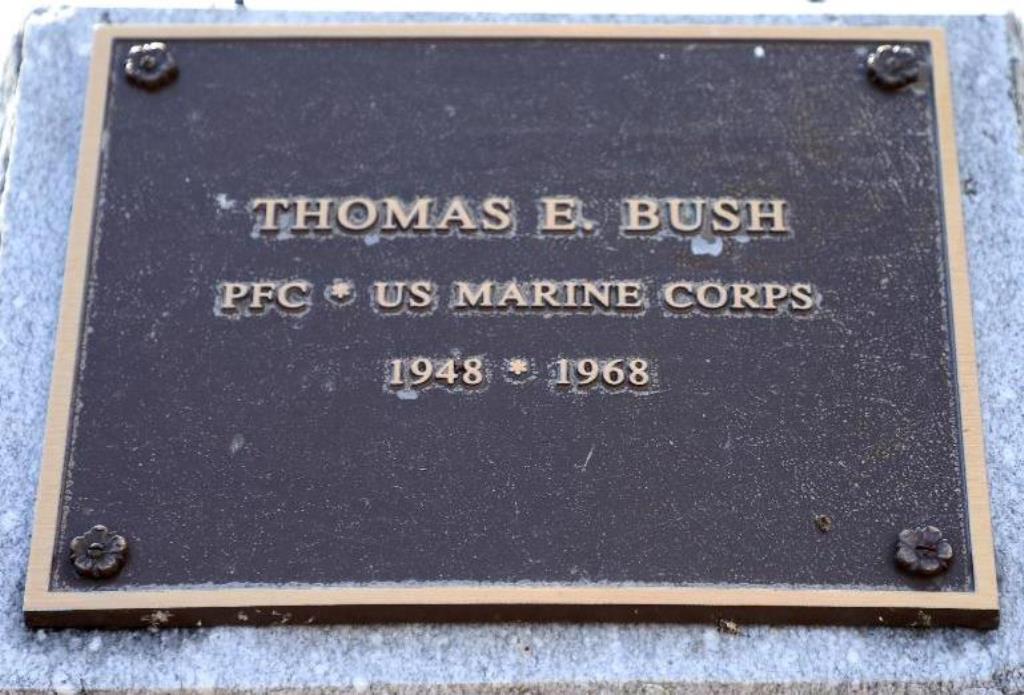 THOMAS E. BUSH
PFC * US MARINE CORPS
1948 * 1968